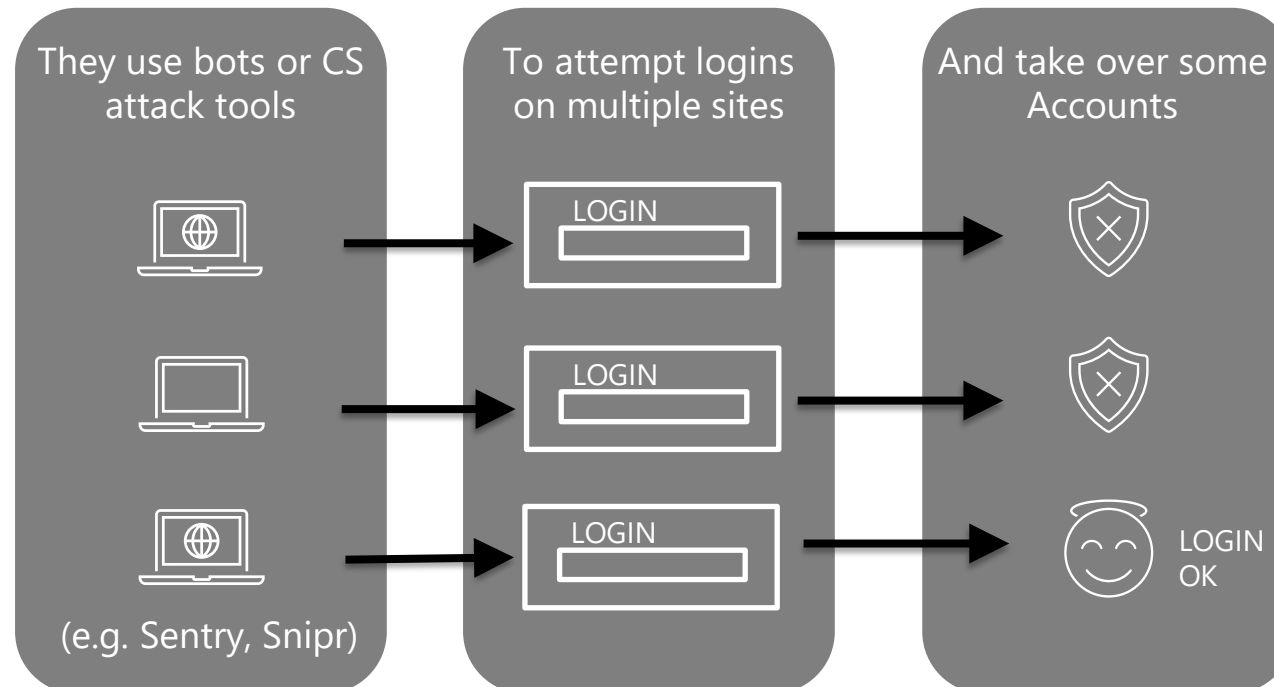 They use bots or CS
attack tools
(e.g. Sentry, Snipr)
To attempt logins
on multiple sites
LOGIN
LOGIN
LOGIN
And take over some
Accounts
LOGIN
OK